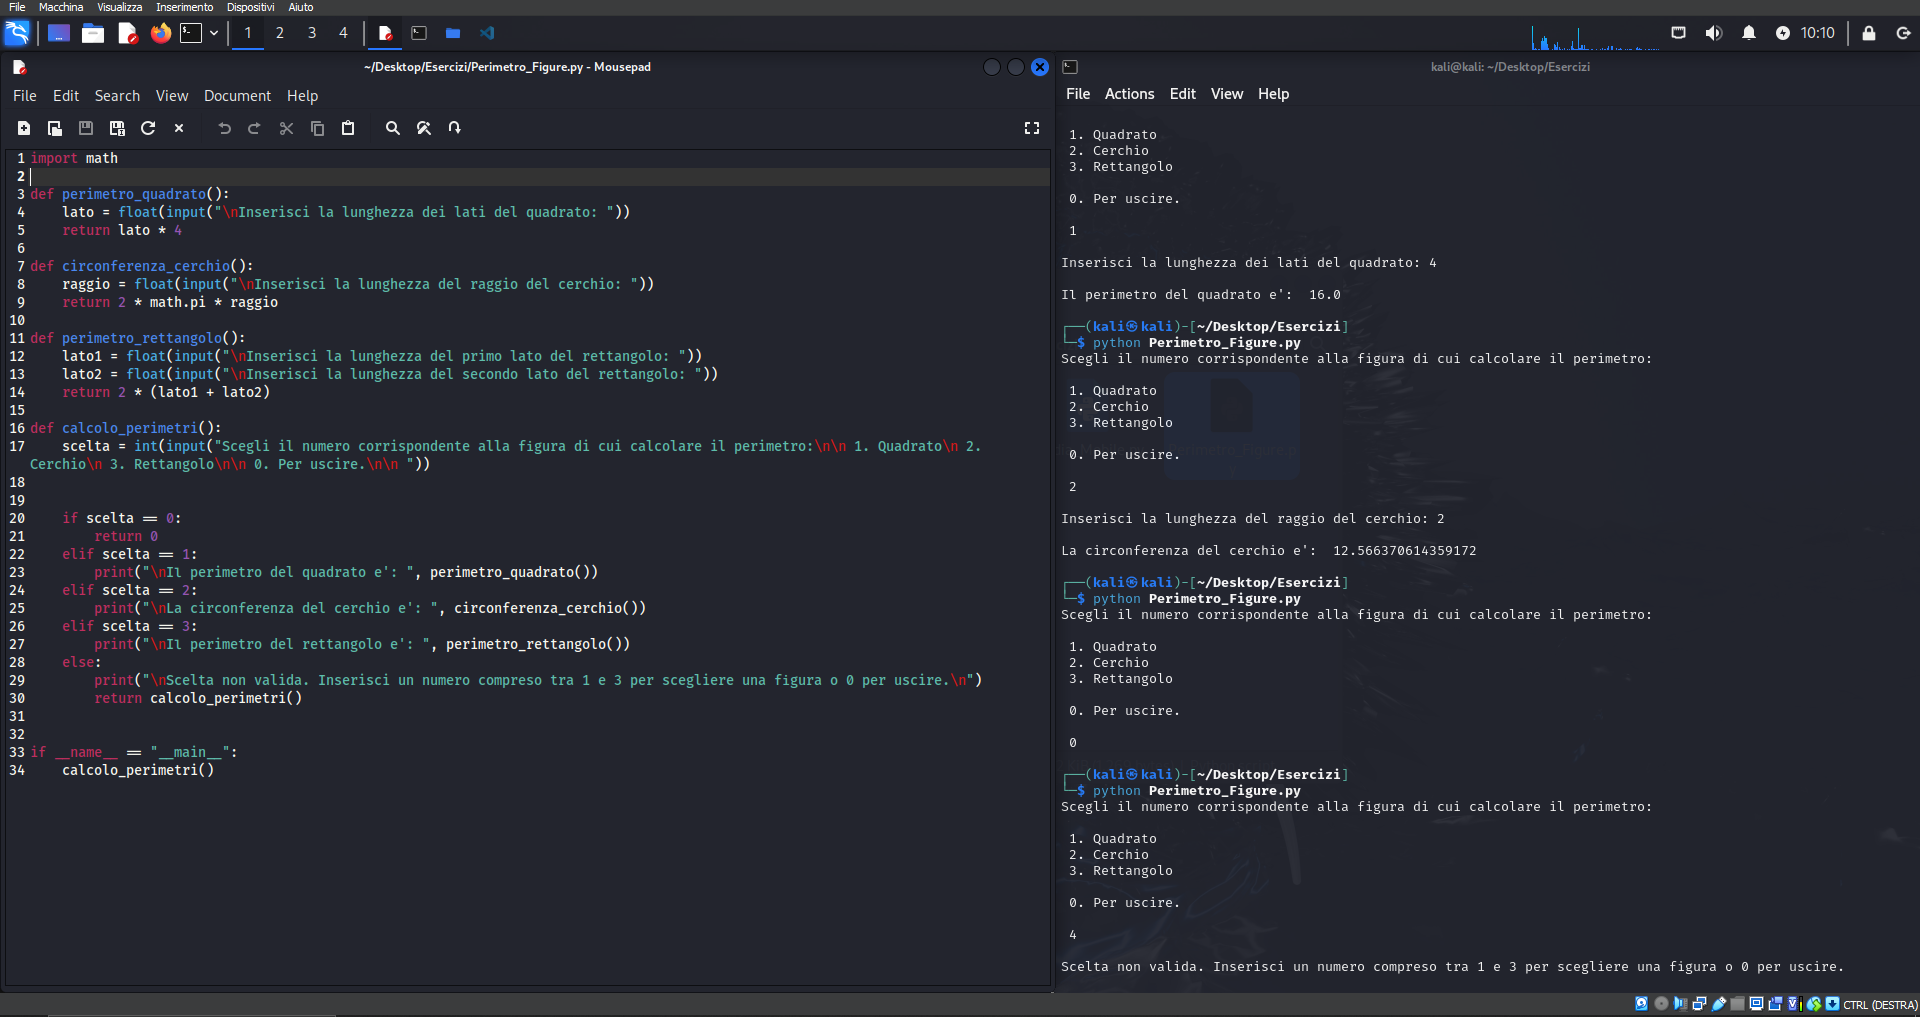 File Macchina Visualizza Inserimento Dispositivi Aiuto
1 2 3 4 10:10
~/Desktop/Esercizi/Perimetro_Figure.py - Mousepad
File Edit Search View Document Help
1 import math
2
3 def perimetro_quadrato():
4 lato = float(input("\nInserisci la lunghezza dei lati del quadrato: "))
5 return lato * 4
6
7 def circonferenza_cerchio():
8 raggio = float(input("\nInserisci la lunghezza del raggio del cerchio: "))
9 return 2 * math.pi * raggio
10
11 def perimetro_rettangolo():
12 lato1 = float(input("\nInserisci la lunghezza del primo lato del rettangolo: "))
13 lato2 = float(input("\nInserisci la lunghezza del secondo lato del rettangolo: "))
14 return 2 * (lato1 + lato2)
15
16 def calcolo_perimetri():
17 scelta = int(input("Scegli il numero corrispondente alla figura di cui calcolare il perimetro:\n\n 1. Quadrato\n 2.
Cerchio\n 3. Rettangolo\n\n 0. Per uscire.\n\n "))
18
19
20 if scelta == 0:
21 return 0
22 elif scelta == 1:
23 print("\nIl perimetro del quadrato e': ", perimetro_quadrato())
24 elif scelta == 2:
25 print("\nLa circonferenza del cerchio e': ", circonferenza_cerchio())
26 elif scelta == 3:
27 print("\nIl perimetro del rettangolo e': ", perimetro_rettangolo())
28 else:
29 print("\nScelta non valida. Inserisci un numero compreso tra 1 e 3 per scegliere una figura o 0 per uscire.\n")
30 return calcolo_perimetri()
31
32
33 if __name__ == "__main__":
34 calcolo_perimetri()
kali@kali: ~/Desktop/Esercizi
File Actions Edit View Help
1. Quadrato
2. Cerchio
3. Rettangolo
0. Per uscire.
1
Inserisci la lunghezza dei lati del quadrato: 4
Il perimetro del quadrato e':  16.0
┌──(kali㉿kali)-[~/Desktop/Esercizi]
└─$ python Perimetro_Figure.py
Scegli il numero corrispondente alla figura di cui calcolare il perimetro:
1. Quadrato
2. Cerchio
3. Rettangolo
0. Per uscire.
2
Inserisci la lunghezza del raggio del cerchio: 2
La circonferenza del cerchio e':  12.566370614359172
┌──(kali㉿kali)-[~/Desktop/Esercizi]
└─$ python Perimetro_Figure.py
Scegli il numero corrispondente alla figura di cui calcolare il perimetro:
1. Quadrato
2. Cerchio
3. Rettangolo
0. Per uscire.
0
┌──(kali㉿kali)-[~/Desktop/Esercizi]
└─$ python Perimetro_Figure.py
Scegli il numero corrispondente alla figura di cui calcolare il perimetro:
1. Quadrato
2. Cerchio
3. Rettangolo
0. Per uscire.
4
Scelta non valida. Inserisci un numero compreso tra 1 e 3 per scegliere una figura o 0 per uscire.
CTRL (DESTRA)